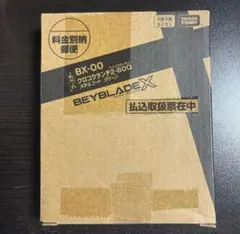 料金別納
郵便
TAKARA
TOMY
BX-00
クロコクランチ2-60Q
メタルコート グリーン
BEYBLADE X
払込取扱票在中